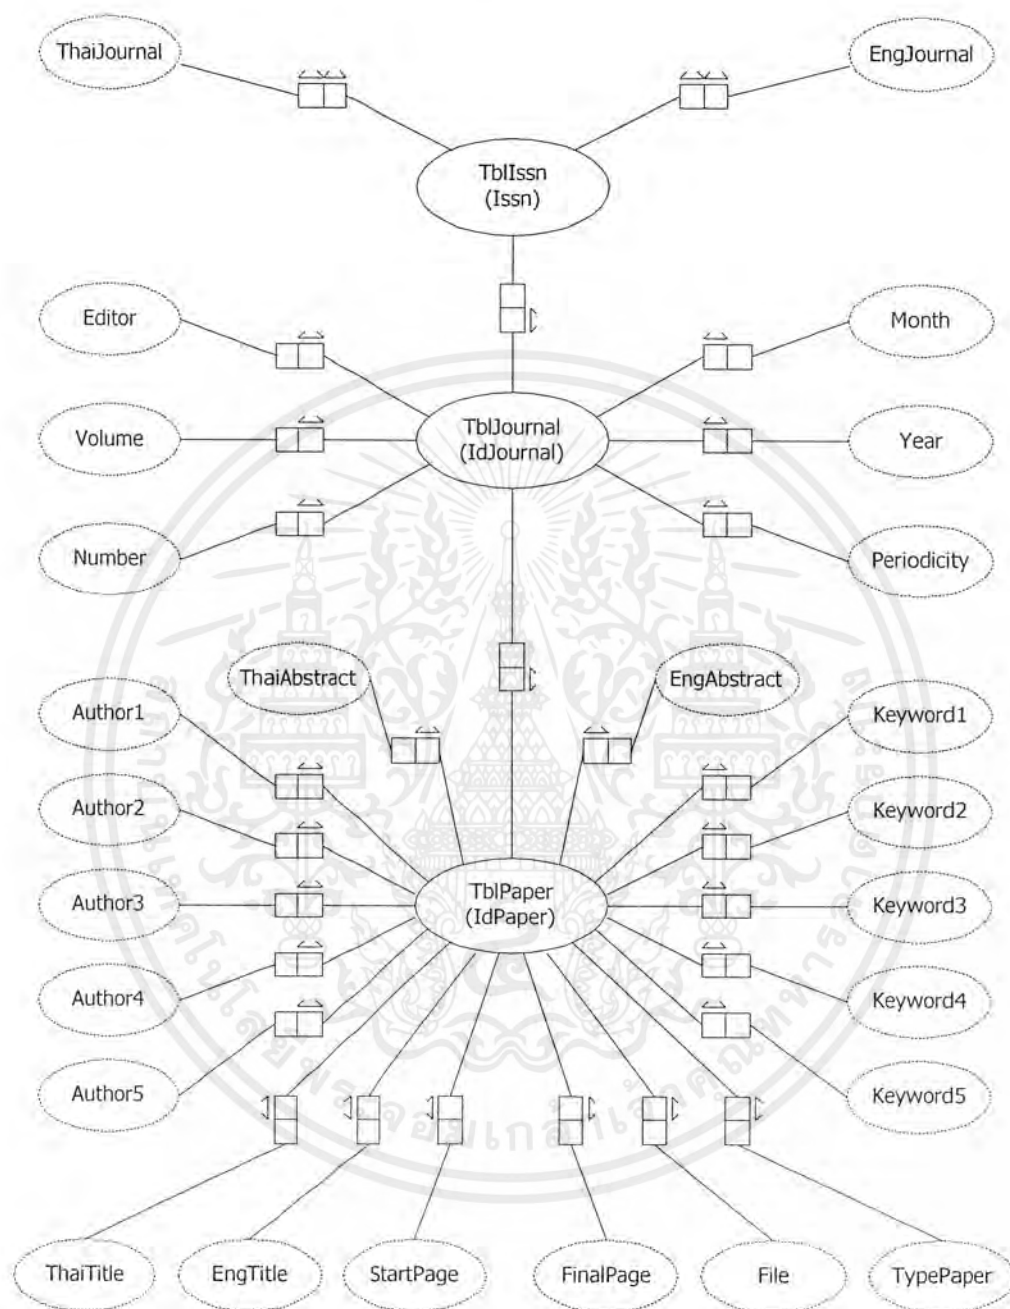 ThaiJournal
EngJournal
TblIssn
(Issn)
Editor
Month
TblJournal
(IdJournal)
Volume
Year
Number
Periodicity
ThaiAbstract
EngAbstract
Author1
Keyword1
Author2
Keyword2
TblPaper
(IdPaper)
Author3
Keyword3
Author4
Keyword4
Author5
Keyword5
ThaiTitle
EngTitle
StartPage
FinalPage
File
TypePaper